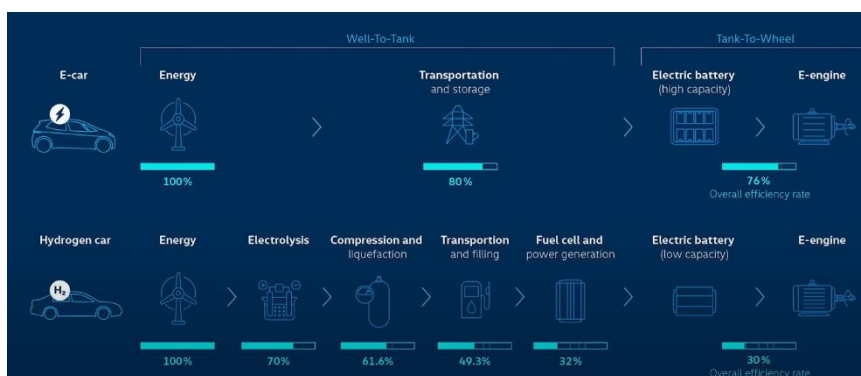 Well-To-Tank
Tank-To-Wheel
E-car
Energy
Transportation
and storage
Electric battery
(high capacity)
E-engine
100%
80%
76%
Overall efficiency rate
Hydrogen car
Energy
Electrolysis
Compression and
liquefaction
Transportion
and filling
Fuel cell and
power generation
Electric battery
(low capacity)
E-engine
H₂
100%
70%
61.6%
49.3%
32%
30%
Overall efficiency rate